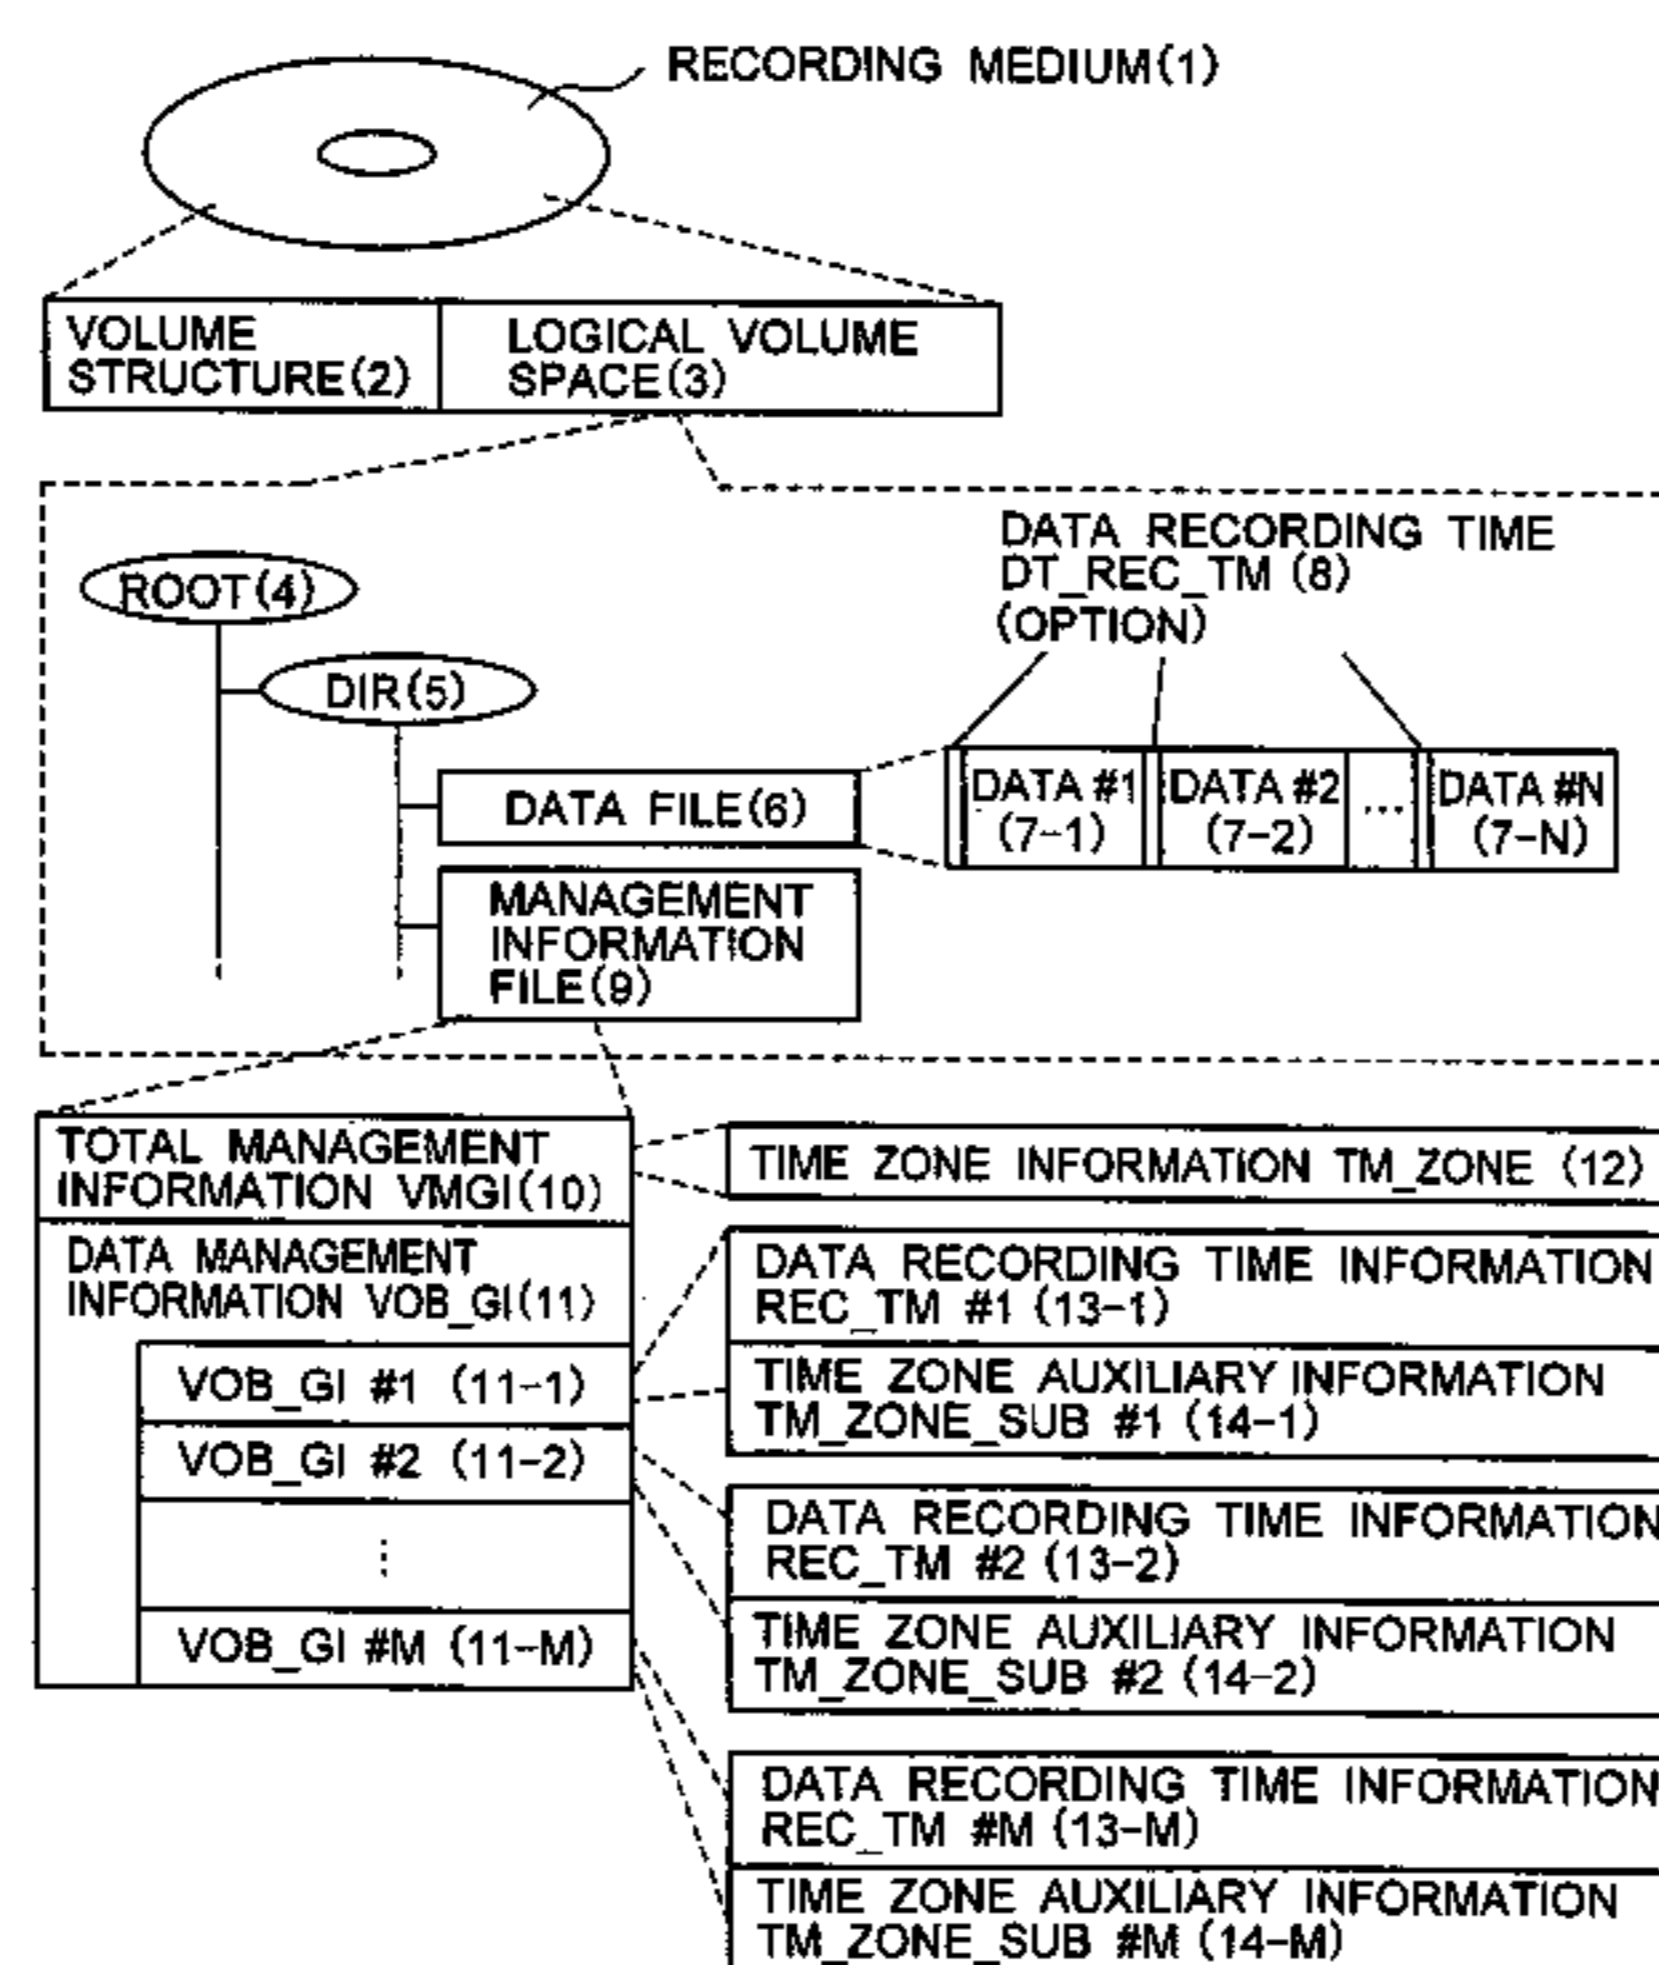 RECORDING MEDIUM(1)
VOLUME
STRUCTURE(2)
LOGICAL VOLUME
SPACE(3)
DATA RECORDING TIME
DT_REC_TM (8)
(OPTION)
ROOT(4)
DIR(5)
DATA FILE(6)
DATA #1
(7-1)
DATA #2
(7-2)
...
DATA #N
(7-N)
MANAGEMENT
INFORMATION
FILE(9)
TOTAL MANAGEMENT
INFORMATION VMGI(10)
TIME ZONE INFORMATION TM_ZONE (12)
DATA MANAGEMENT
INFORMATION VOB_GI(11)
VOB_GI #1 (11-1)
VOB_GI #2 (11-2)
⋮
VOB_GI #M (11-M)
DATA RECORDING TIME INFORMATION
REC_TM #1 (13-1)
TIME ZONE AUXILIARY INFORMATION
TM_ZONE_SUB #1 (14-1)
DATA RECORDING TIME INFORMATION
REC_TM #2 (13-2)
TIME ZONE AUXILIARY INFORMATION
TM_ZONE_SUB #2 (14-2)
DATA RECORDING TIME INFORMATION
REC_TM #M (13-M)
TIME ZONE AUXILIARY INFORMATION
TM_ZONE_SUB #M (14-M)